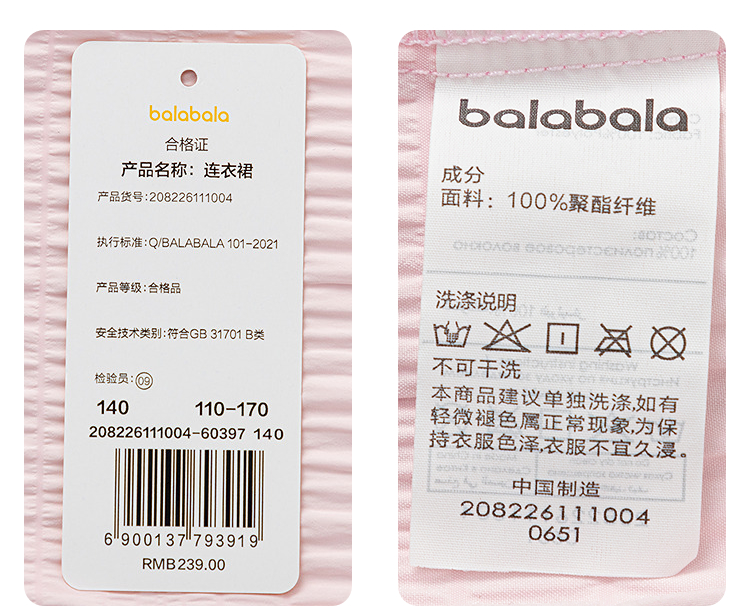 balabala
合格证
产品名称：连衣裙
产品货号:208226111004
执行标准: Q/BALABALA 101-2021
产品等级:合格品
安全技术类别:符合GB 31701 B类
检验员: 09
140 110-170
208226111004-60397 140
6 900137 793919
RMB239.00
balabala
成分
面料：100%聚酯纤维
洗涤说明
不可干洗
本商品建议单独洗涤,如有
轻微褪色属正常现象,为保
持衣服色泽,衣服不宜久浸。
中国制造
208226111004
0651